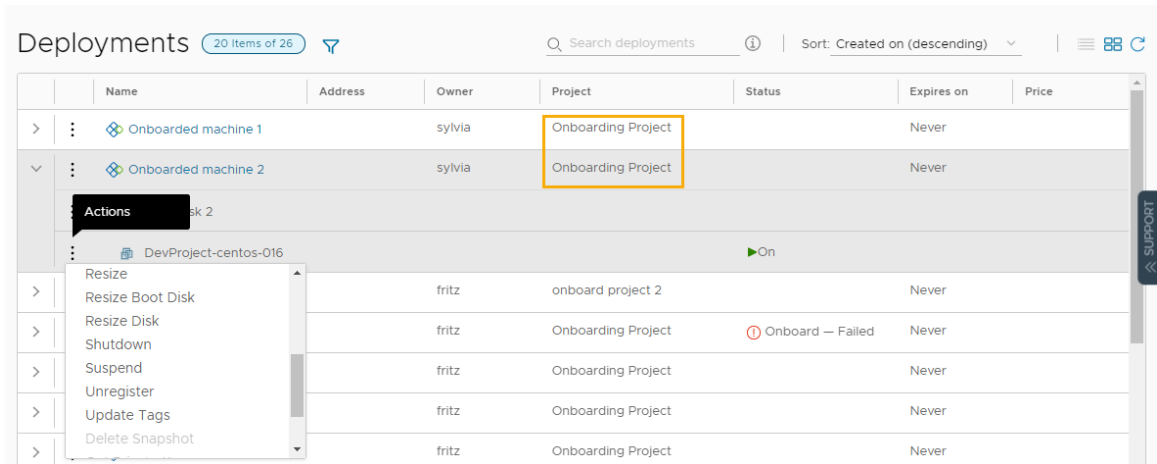 Deployments 20 Items of 26 Search deployments Sort: Created on (descending)
Name Address Owner Project Status Expires on Price
Onboarded machine 1 sylvia Onboarding Project Never
Onboarded machine 2 sylvia Onboarding Project Never
Actions sk 2
DevProject-centos-016 On
Resize
fritz onboard project 2 Never
Resize Boot Disk
Resize Disk
fritz Onboarding Project Onboard — Failed Never
Shutdown
Suspend
fritz Onboarding Project Never
Unregister
Update Tags
fritz Onboarding Project Never
Delete Snapshot
fritz Onboarding Project Never
SUPPORT